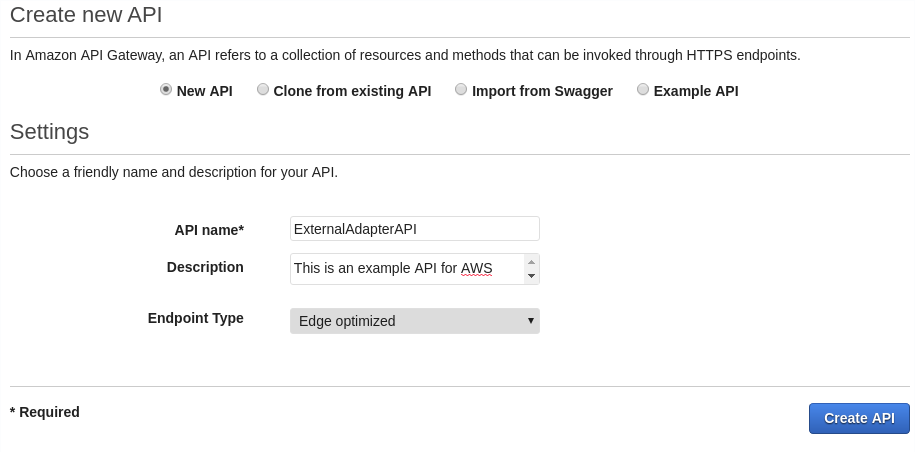 Create new API
In Amazon API Gateway, an API refers to a collection of resources and methods that can be invoked through HTTPS endpoints.
New API Clone from existing API Import from Swagger Example API
Settings
Choose a friendly name and description for your API.
API name* ExternalAdapterAPI
Description This is an example API for AWS
Endpoint Type Edge optimized
* Required Create API